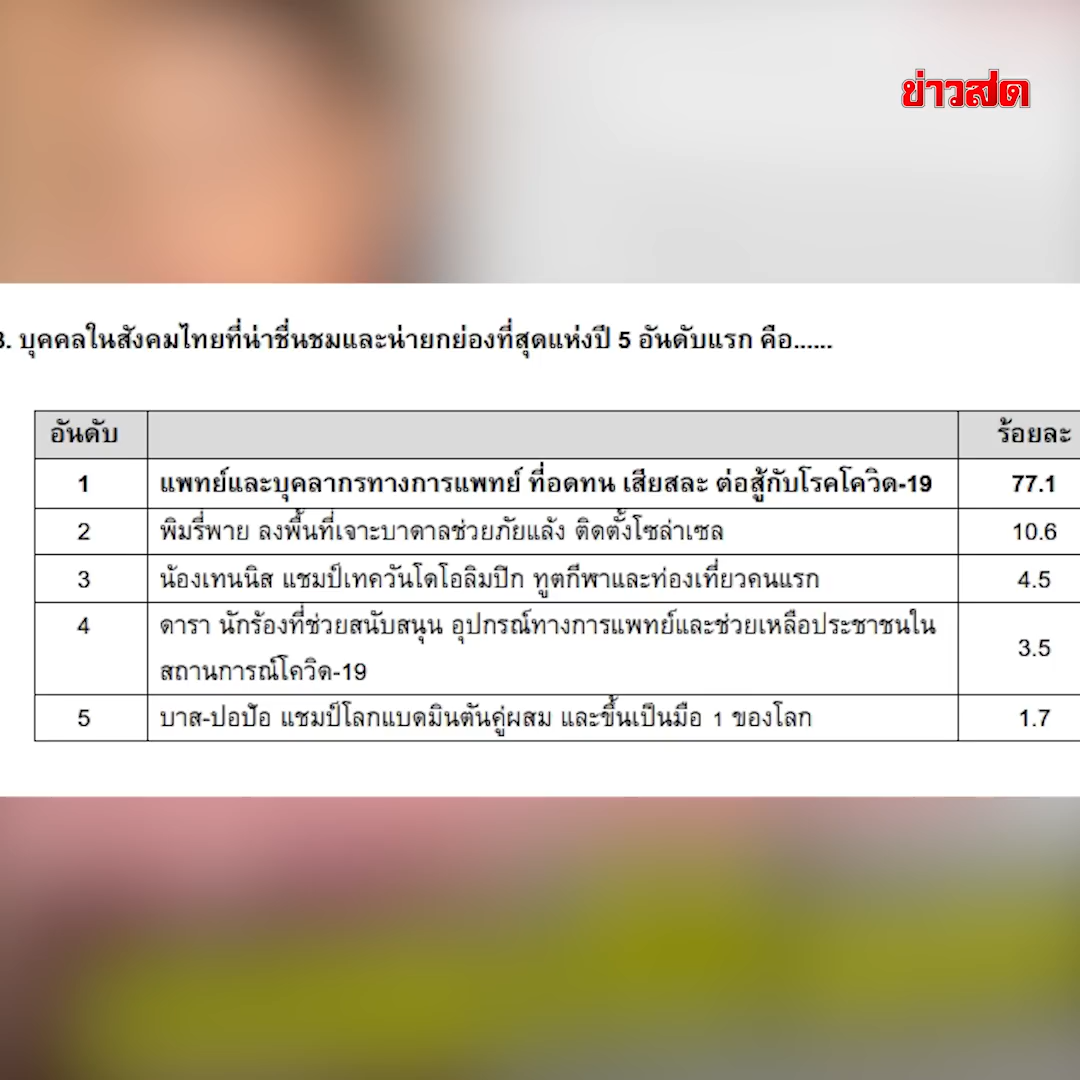 ข่าวสด
3. บุคคลในสังคมไทยที่น่าชื่นชมและน่ายกย่องที่สุดแห่งปี 5 อันดับแรก คือ......
อันดับ ร้อยละ
1 แพทย์และบุคลากรทางการแพทย์ ที่อดทน เสียสละ ต่อสู้กับโรคโควิด-19 77.1
2 พิมรี่พาย ลงพื้นที่เจาะบาดาลช่วยภัยแล้ง ติดตั้งโซล่าเซล 10.6
3 น้องเทนนิส แชมป์เทควันโดโอลิมปิก ทูตกีฬาและท่องเที่ยวคนแรก 4.5
4 ดารา นักร้องที่ช่วยสนับสนุน อุปกรณ์ทางการแพทย์และช่วยเหลือประชาชนใน 3.5
สถานการณ์โควิด-19
5 บาส-ปอป้อ แชมป์โลกแบดมินตันคู่ผสม และขึ้นเป็นมือ 1 ของโลก 1.7